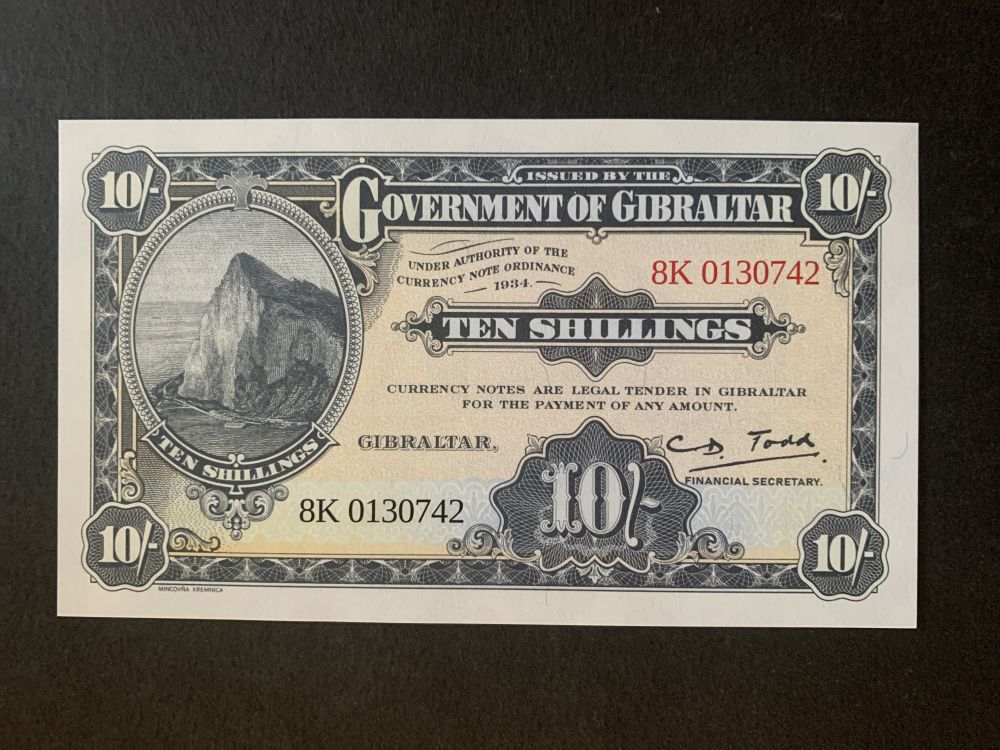 10/-
ISSUED BY THE
GOVERNMENT OF GIBRALTAR
10/-
UNDER AUTHORITY OF THE
CURRENCY NOTE ORDINANCE
1934.
8K 0130742
TEN SHILLINGS
CURRENCY NOTES ARE LEGAL TENDER IN GIBRALTAR
FOR THE PAYMENT OF ANY AMOUNT.
TEN SHILLINGS
GIBRALTAR,
C D. Todd.
FINANCIAL SECRETARY.
8K 0130742
10/-
10/-
10/-
MINCOVŇA KREMNICA